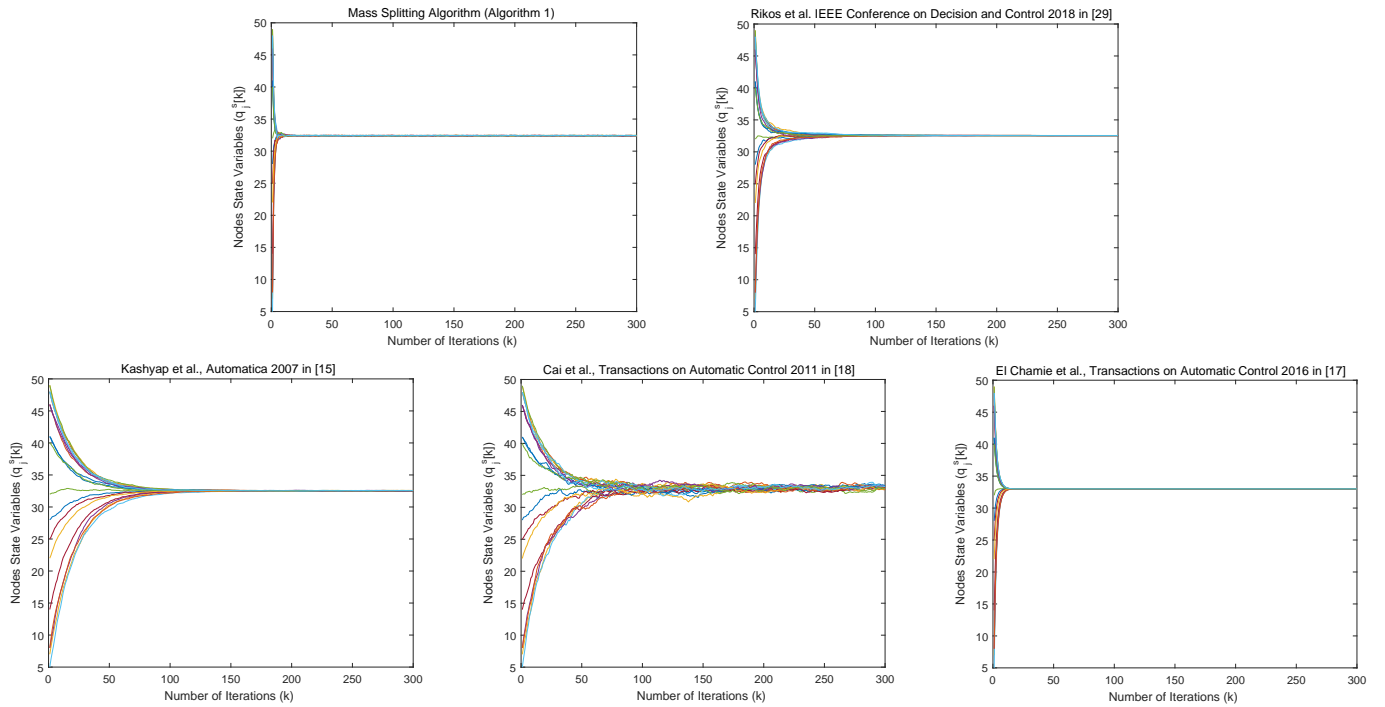 Mass Splitting Algorithm (Algorithm 1)
Nodes State Variables (q_j^s[k])
50
45
40
35
30
25
20
15
10
5
0 50 100 150 200 250 300
Number of Iterations (k)
Rikos et al. IEEE Conference on Decision and Control 2018 in [29]
Nodes State Variables (q_j^s[k])
50
45
40
35
30
25
20
15
10
5
0 50 100 150 200 250 300
Number of Iterations (k)
Kashyap et al., Automatica 2007 in [15]
Nodes State Variables (q_j^s[k])
50
45
40
35
30
25
20
15
10
5
0 50 100 150 200 250 300
Number of Iterations (k)
Cai et al., Transactions on Automatic Control 2011 in [18]
Nodes State Variables (q_j^s[k])
50
45
40
35
30
25
20
15
10
5
0 50 100 150 200 250 300
Number of Iterations (k)
El Chamie et al., Transactions on Automatic Control 2016 in [17]
Nodes State Variables (q_j^s[k])
50
45
40
35
30
25
20
15
10
5
0 50 100 150 200 250 300
Number of Iterations (k)